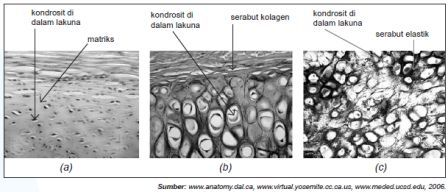 kondrosit di
dalam lakuna
matriks
(a)
kondrosit di
dalam lakuna
serabut kolagen
(b)
kondrosit di
dalam lakuna
serabut elastik
(c)
Sumber: www.anatomy.dal.ca, www.virtual.yosemite.cc.ca.us, www.meded.ucsd.edu, 2006